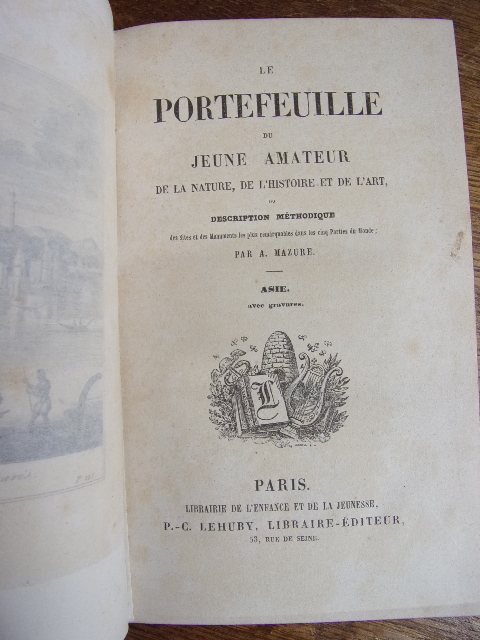 LE
PORTEFEUILLE
DU
JEUNE AMATEUR
DE LA NATURE, DE L'HISTOIRE ET DE L'ART,
OU
DESCRIPTION MÉTHODIQUE
des Sites et des Monuments les plus remarquables dans les cinq Parties du Monde ;
PAR A. MAZURE.
ASIE.
avec gravures.
L
PARIS.
LIBRAIRIE DE L'ENFANCE ET DE LA JEUNESSE,
P.-C. LEHUBY, LIBRAIRE-ÉDITEUR,
53, RUE DE SEINE.